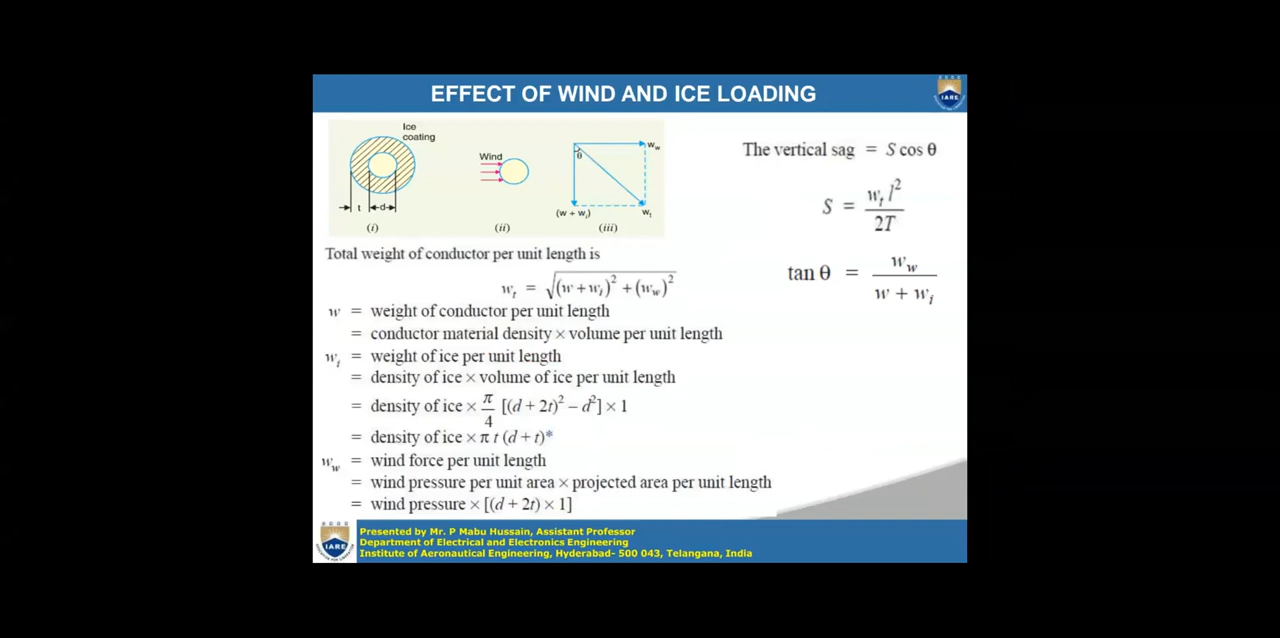 EFFECT OF WIND AND ICE LOADING
IARE
Ice
coating
t
d
(i)
Wind
(ii)
θ
w_w
(w + w_i)
w_t
(iii)
The vertical sag = S cos θ
S = w_t l² / 2T
tan θ = w_w / w + w_i
Total weight of conductor per unit length is
w_t = √(w + w_i)² + (w_w)²
w = weight of conductor per unit length
= conductor material density × volume per unit length
w_i = weight of ice per unit length
= density of ice × volume of ice per unit length
= density of ice × π/4 [(d + 2t)² – d²] × 1
= density of ice × π t (d + t)*
w_w = wind force per unit length
= wind pressure per unit area × projected area per unit length
= wind pressure × [(d + 2t) × 1]
IARE
Presented by Mr. P Mabu Hussain, Assistant Professor
Department of Electrical and Electronics Engineering
Institute of Aeronautical Engineering, Hyderabad- 500 043, Telangana, India